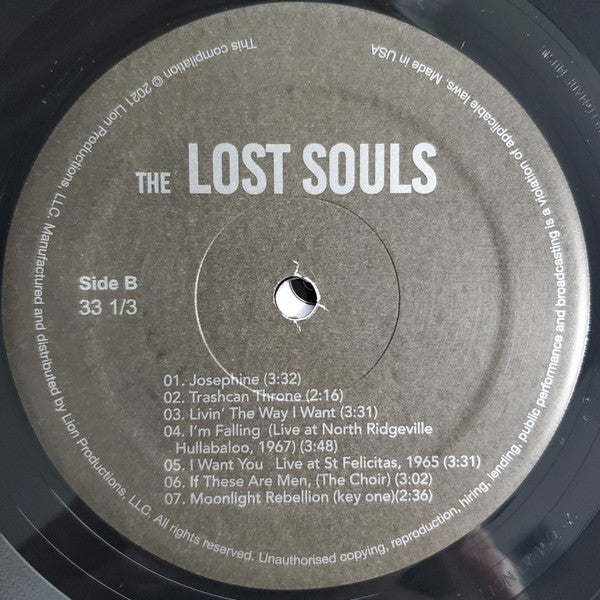 THE LOST SOULS
Side B
33 1/3
01. Josephine (3:32)
02. Trashcan Throne (2:16)
03. Livin' The Way I Want (3:31)
04. I'm Falling (Live at North Ridgeville
Hullabaloo, 1967) (3:48)
05. I Want You Live at St Felicitas, 1965 (3:31)
06. If These Are Men, (The Choir) (3:02)
07. Moonlight Rebellion (key one)(2:36)
This compilation © 2021 Lion Productions, LLC. Manufactured and distributed by Lion Productions, LLC. All rights reserved. Unauthorised copying, reproduction, hiring, lending, public performance and broadcasting is a violation of applicable laws. Made in USA